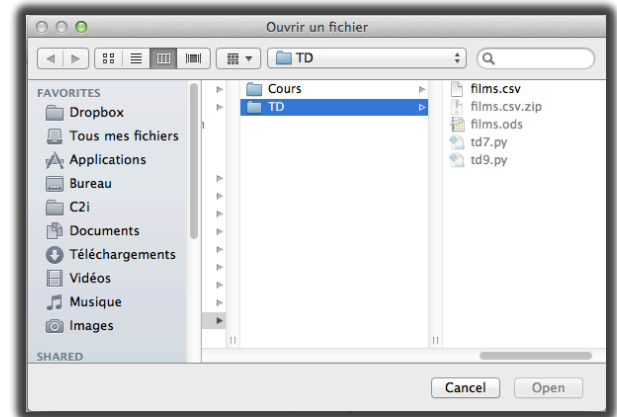 Ouvrir un fichier
TD
FAVORITES
Dropbox
Tous mes fichiers
Applications
Bureau
C2i
Documents
Téléchargements
Vidéos
Musique
Images
SHARED
Cours
TD
films.csv
films.csv.zip
films.ods
td7.py
td9.py
Cancel
Open